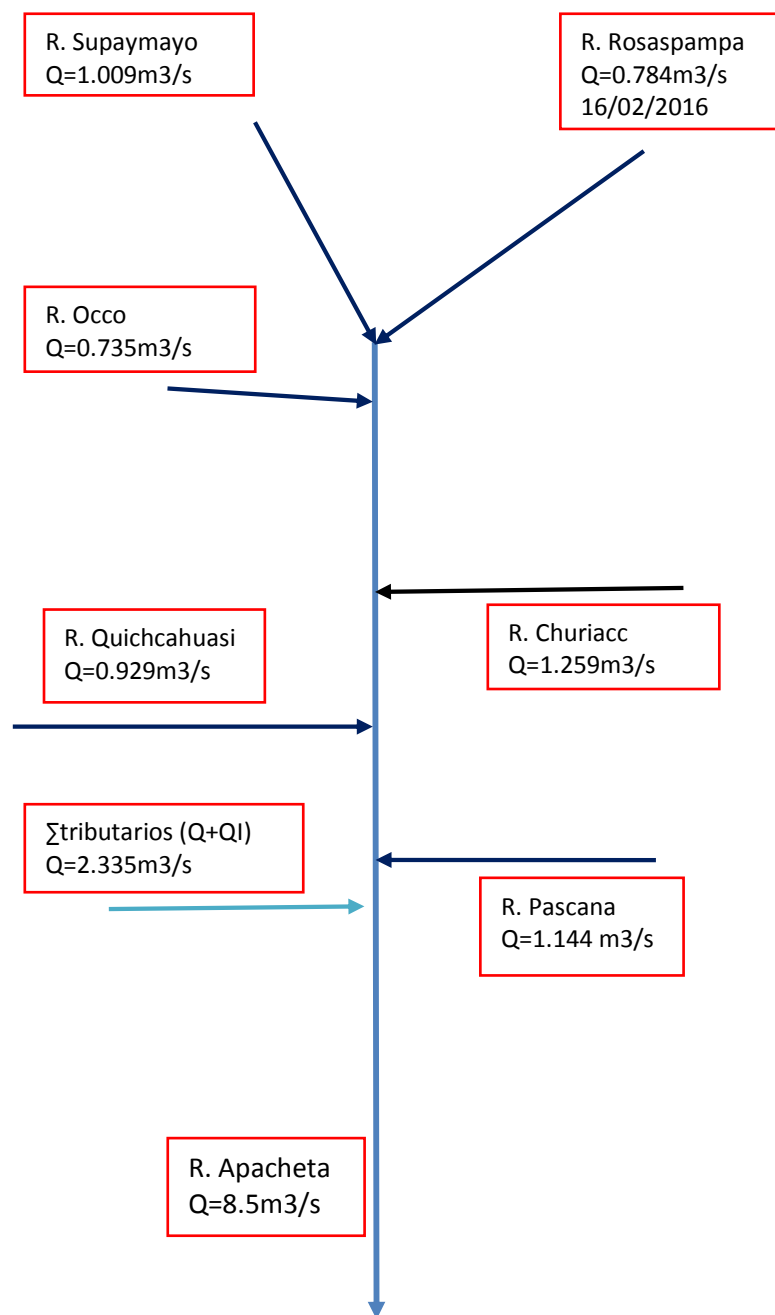 R. Supaymayo
Q=1.009m3/s
R. Rosaspampa
Q=0.784m3/s
16/02/2016
R. Occo
Q=0.735m3/s
R. Quichcahuasi
Q=0.929m3/s
R. Churiacc
Q=1.259m3/s
∑tributarios (Q+QI)
Q=2.335m3/s
R. Pascana
Q=1.144 m3/s
R. Apacheta
Q=8.5m3/s